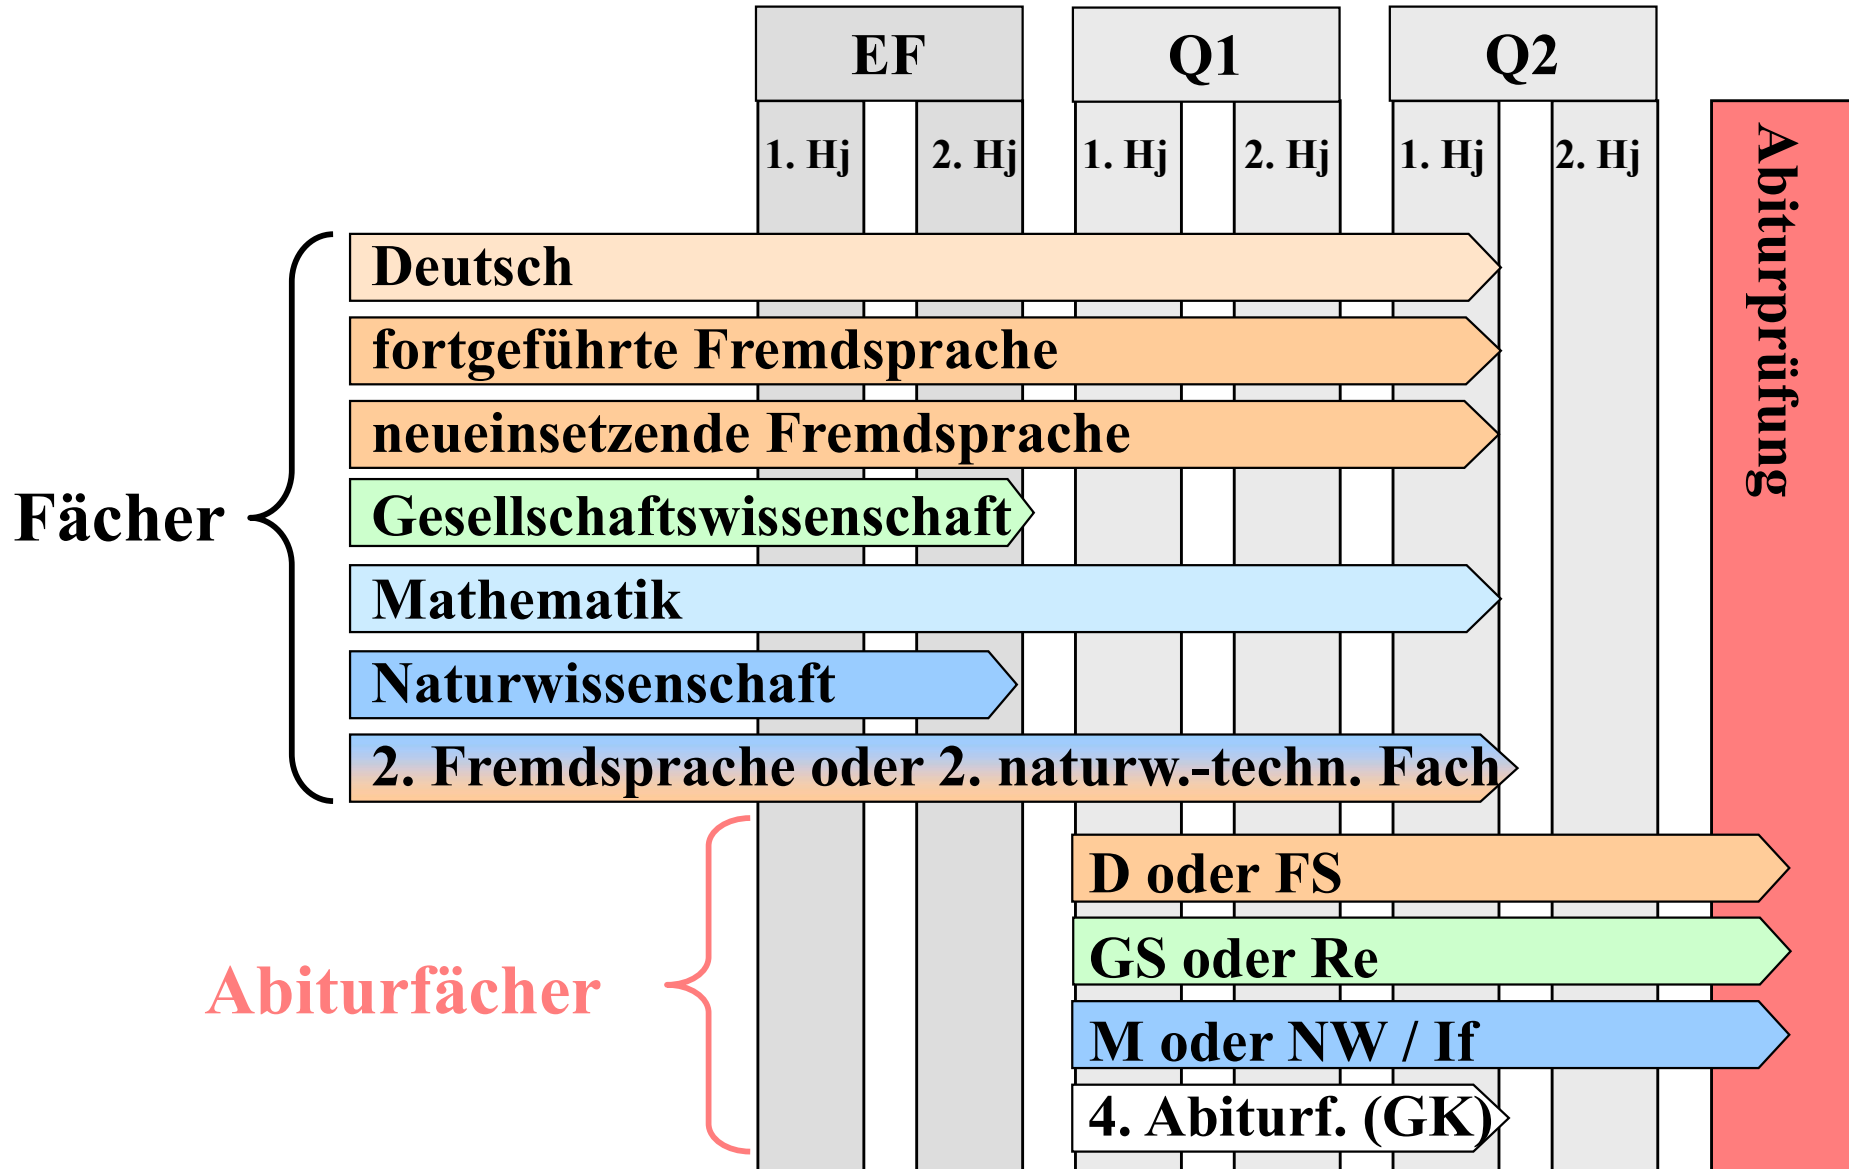 EF
Q1
Q2
1. Hj
2. Hj
1. Hj
2. Hj
1. Hj
2. Hj
Abiturprüfung
Fächer
Deutsch
fortgeführte Fremdsprache
neueinsetzende Fremdsprache
Gesellschaftswissenschaft
Mathematik
Naturwissenschaft
2. Fremdsprache oder 2. naturw.-techn. Fach
Abiturfächer
D oder FS
GS oder Re
M oder NW / If
4. Abiturf. (GK)